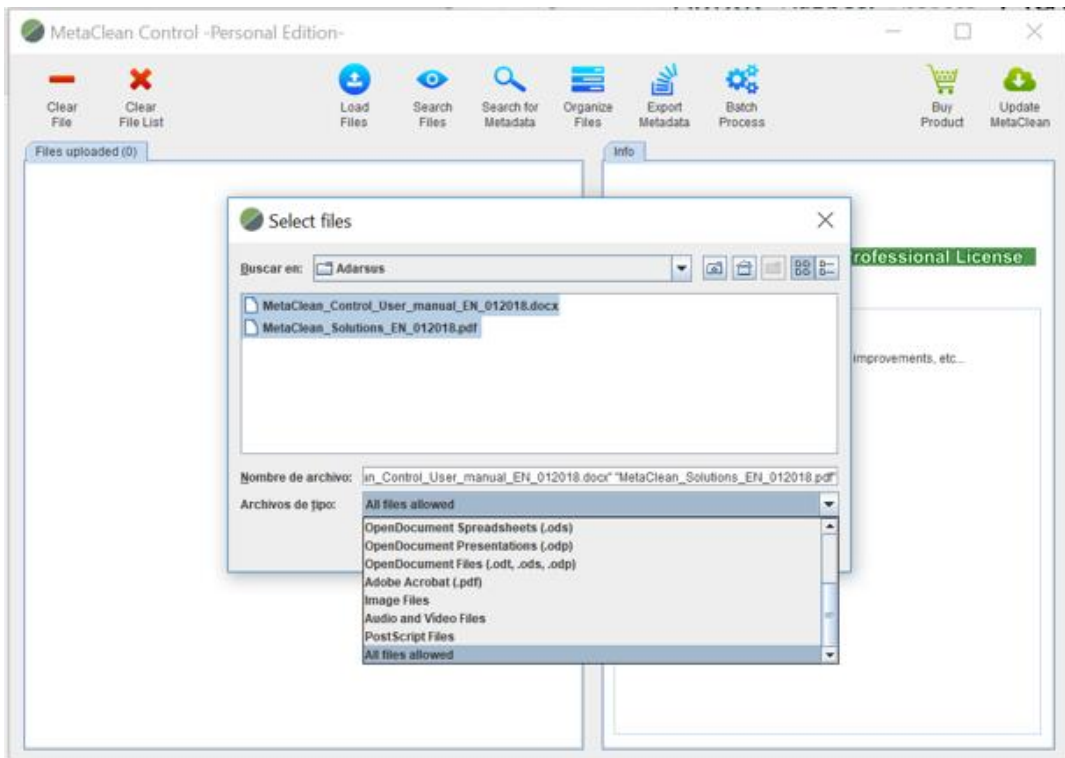 MetaClean Control -Personal Edition-
Clear File
Clear File List
Load Files
Search Files
Search for Metadata
Organize Files
Export Metadata
Batch Process
Buy Product
Update MetaClean
Files uploaded (0)
Info
Select files
rofessional License
Buscar en: Adarsus
MetaClean_Control_User_manual_EN_012018.docx
MetaClean_Solutions_EN_012018.pdf
improvements, etc...
Nombre de archivo: an_Control_User_manual_EN_012018.docx" "MetaClean_Solutions_EN_012018.pdf"
Archivos de tipo: All files allowed
OpenDocument Spreadsheets (.ods)
OpenDocument Presentations (.odp)
OpenDocument Files (.odt, .ods, .odp)
Adobe Acrobat (.pdf)
Image Files
Audio and Video Files
PostScript Files
All files allowed